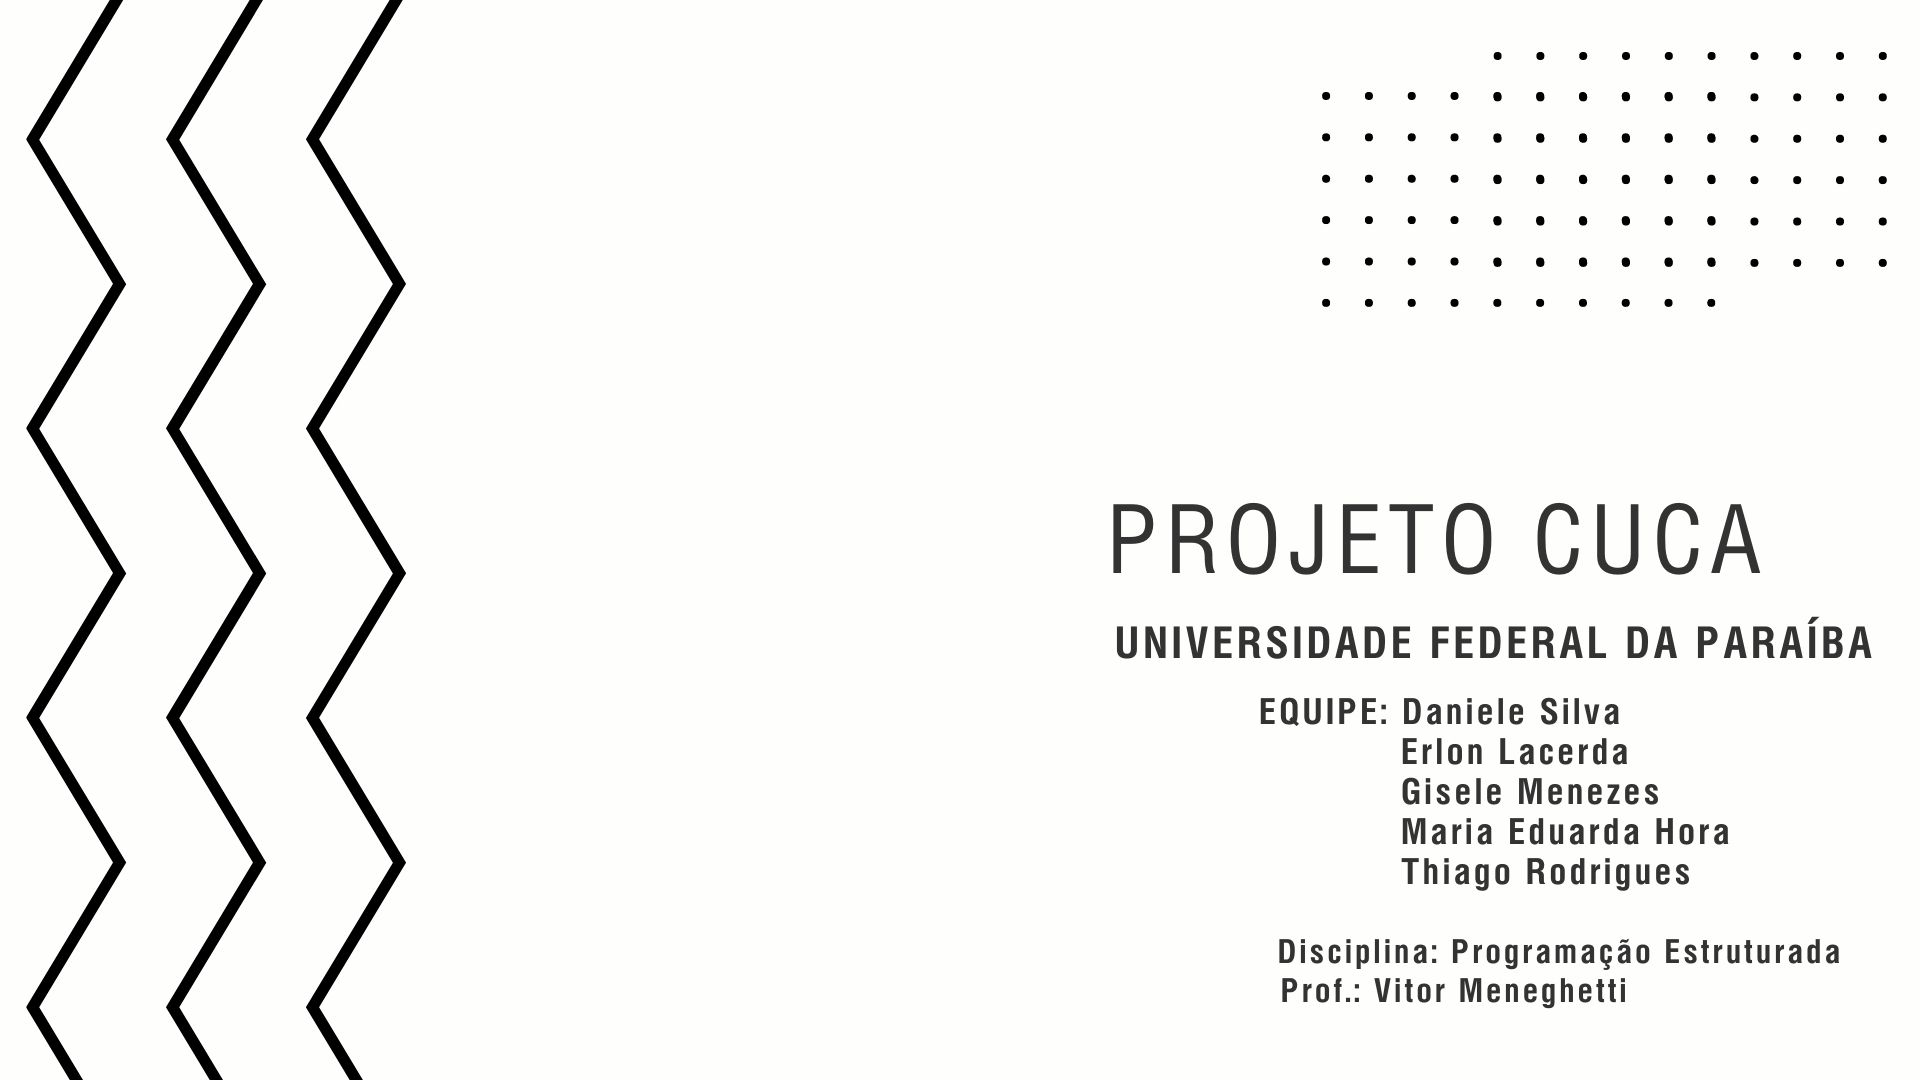 PROJETO CUCA
UNIVERSIDADE FEDERAL DA PARAÍBA
EQUIPE: Daniele Silva
Erlon Lacerda
Gisele Menezes
Maria Eduarda Hora
Thiago Rodrigues
Disciplina: Programação Estruturada
Prof.: Vitor Meneghetti